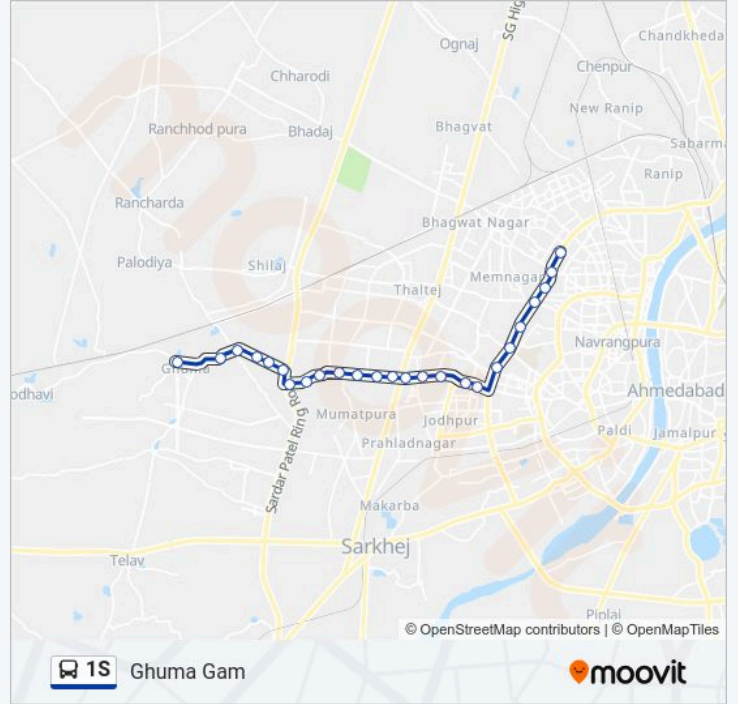 SG Hig
Ognaj
Chandkheda
Chharodi
Chenpur
New Ranip
Ranchhod pura
Bhadaj
Bhagvat
Sabarm
Ranip
Rancharda
Bhagwat Nagar
Palodiya
Shilaj
Memnagar
Thaltej
Navrangpura
Ghuma
odhavi
Ahmedabad
Mumatpura
Jodhpur
Paldi
Jamalpur
Prahladnagar
Sardar Patel Ring Ro
Makarba
Sarkhej
Telav
Piplaj
© OpenStreetMap contributors | © OpenMapTiles
1S Ghuma Gam
moovit
moovit